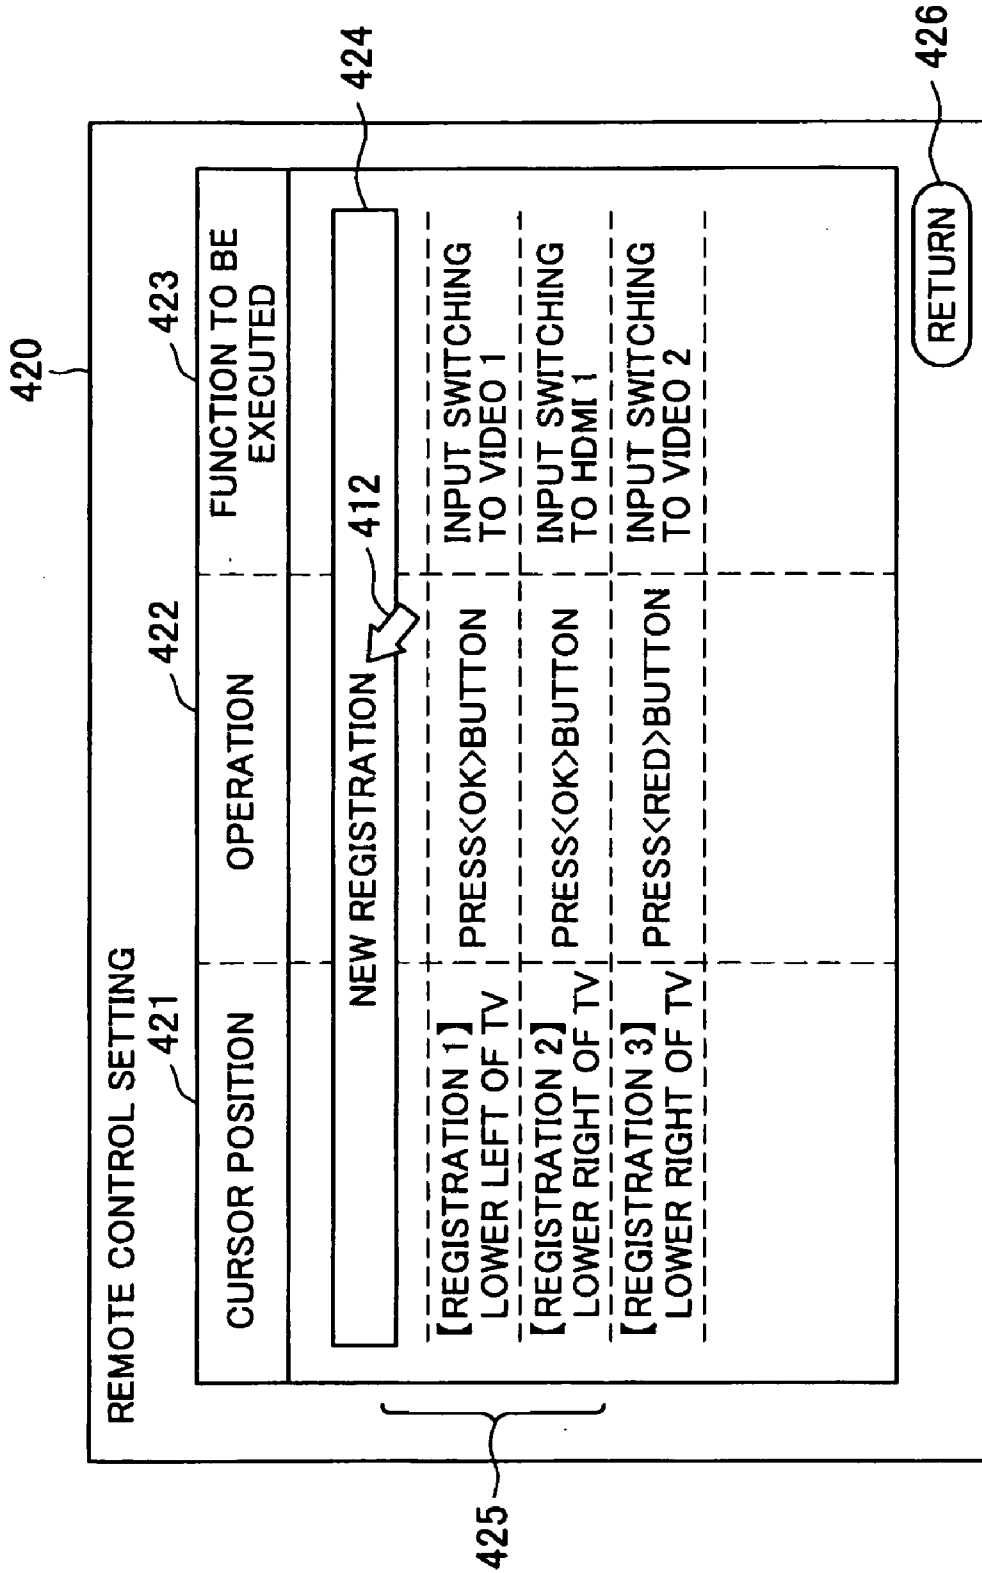 420
REMOTE CONTROL SETTING
421
422
423
CURSOR POSITION
OPERATION
FUNCTION TO BE
EXECUTED
424
NEW REGISTRATION
412
425
【REGISTRATION 1】
LOWER LEFT OF TV
PRESS<OK>BUTTON
INPUT SWITCHING
TO VIDEO 1
【REGISTRATION 2】
LOWER RIGHT OF TV
PRESS<OK>BUTTON
INPUT SWITCHING
TO HDMI 1
【REGISTRATION 3】
LOWER RIGHT OF TV
PRESS<RED>BUTTON
INPUT SWITCHING
TO VIDEO 2
RETURN
426